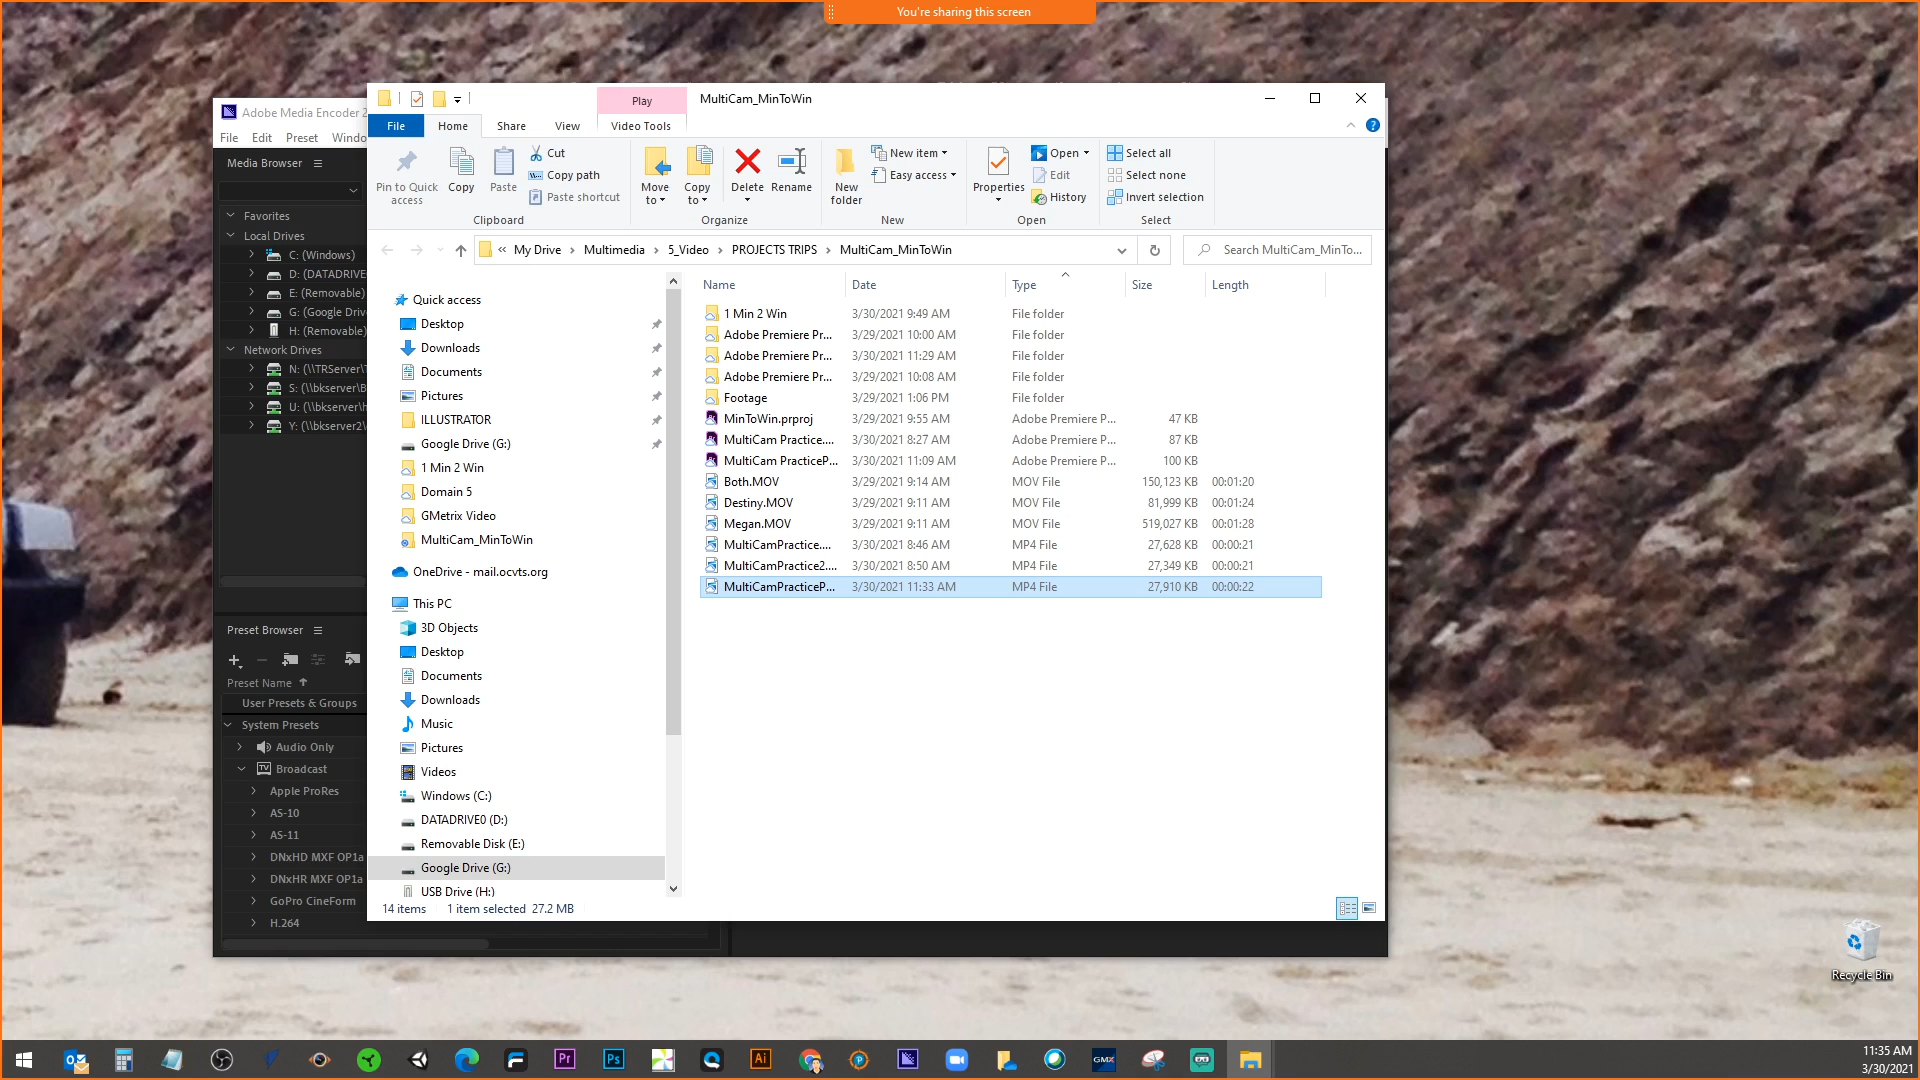 You're sharing this screen
Adobe Media Encoder 2
File Edit Preset Windo
Media Browser
Favorites
Local Drives
C: (Windows)
D: (DATADRIVE
E: (Removable)
G: (Google Driv
H: (Removable)
Network Drives
N: (\\TRServer\T
S: (\\bkserver\B
U: (\\bkserver\h
Y: (\\bkserver2\
Preset Browser
Preset Name
User Presets & Groups
System Presets
Audio Only
TV Broadcast
Apple ProRes
AS-10
AS-11
DNxHD MXF OP1a
DNxHR MXF OP1a
GoPro CineForm
H.264
Play MultiCam_MinToWin
File Home Share View Video Tools
Pin to Quick access
Copy
Paste
Cut
Copy path
Paste shortcut
Clipboard
Move to
Copy to
Delete
Rename
Organize
New folder
New item
Easy access
New
Properties
Open
Edit
History
Open
Select all
Select none
Invert selection
Select
« My Drive › Multimedia › 5_Video › PROJECTS TRIPS › MultiCam_MinToWin
Search MultiCam_MinTo...
Quick access
Desktop
Downloads
Documents
Pictures
ILLUSTRATOR
Google Drive (G:)
1 Min 2 Win
Domain 5
GMetrix Video
MultiCam_MinToWin
OneDrive - mail.ocvts.org
This PC
3D Objects
Desktop
Documents
Downloads
Music
Pictures
Videos
Windows (C:)
DATADRIVE0 (D:)
Removable Disk (E:)
Google Drive (G:)
USB Drive (H:)
Name Date Type Size Length
1 Min 2 Win 3/30/2021 9:49 AM File folder
Adobe Premiere Pr... 3/29/2021 10:00 AM File folder
Adobe Premiere Pr... 3/30/2021 11:29 AM File folder
Adobe Premiere Pr... 3/29/2021 10:08 AM File folder
Footage 3/29/2021 1:06 PM File folder
MinToWin.prproj 3/29/2021 9:55 AM Adobe Premiere P... 47 KB
MultiCam Practice.... 3/30/2021 8:27 AM Adobe Premiere P... 87 KB
MultiCam PracticeP... 3/30/2021 11:09 AM Adobe Premiere P... 100 KB
Both.MOV 3/29/2021 9:14 AM MOV File 150,123 KB 00:01:20
Destiny.MOV 3/29/2021 9:11 AM MOV File 81,999 KB 00:01:24
Megan.MOV 3/29/2021 9:11 AM MOV File 519,027 KB 00:01:28
MultiCamPractice.... 3/30/2021 8:46 AM MP4 File 27,628 KB 00:00:21
MultiCamPractice2.... 3/30/2021 8:50 AM MP4 File 27,349 KB 00:00:21
MultiCamPracticeP... 3/30/2021 11:33 AM MP4 File 27,910 KB 00:00:22
14 items 1 item selected 27.2 MB
Recycle Bin
Pr Ps Ai GMX
11:35 AM
3/30/2021